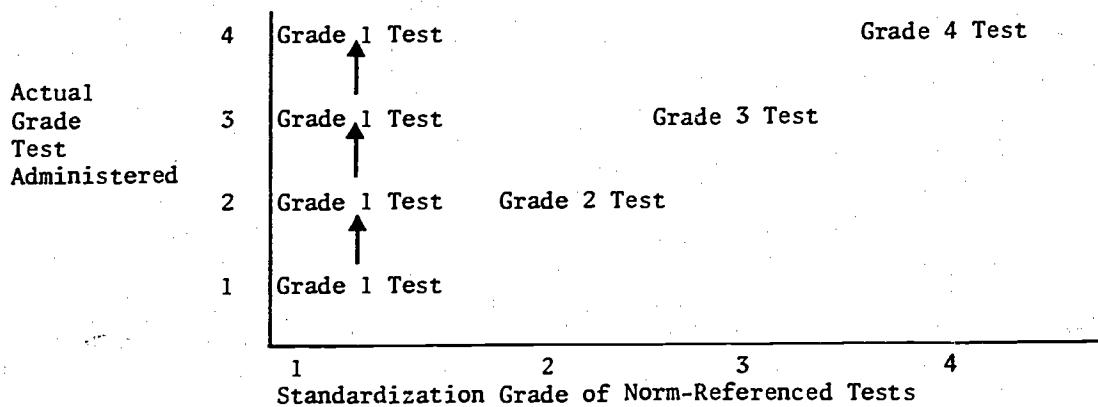 4 Grade 1 Test Grade 4 Test
Actual
Grade 3 Grade 1 Test Grade 3 Test
Test
Administered
2 Grade 1 Test Grade 2 Test
1 Grade 1 Test
1 2 3 4
Standardization Grade of Norm-Referenced Tests